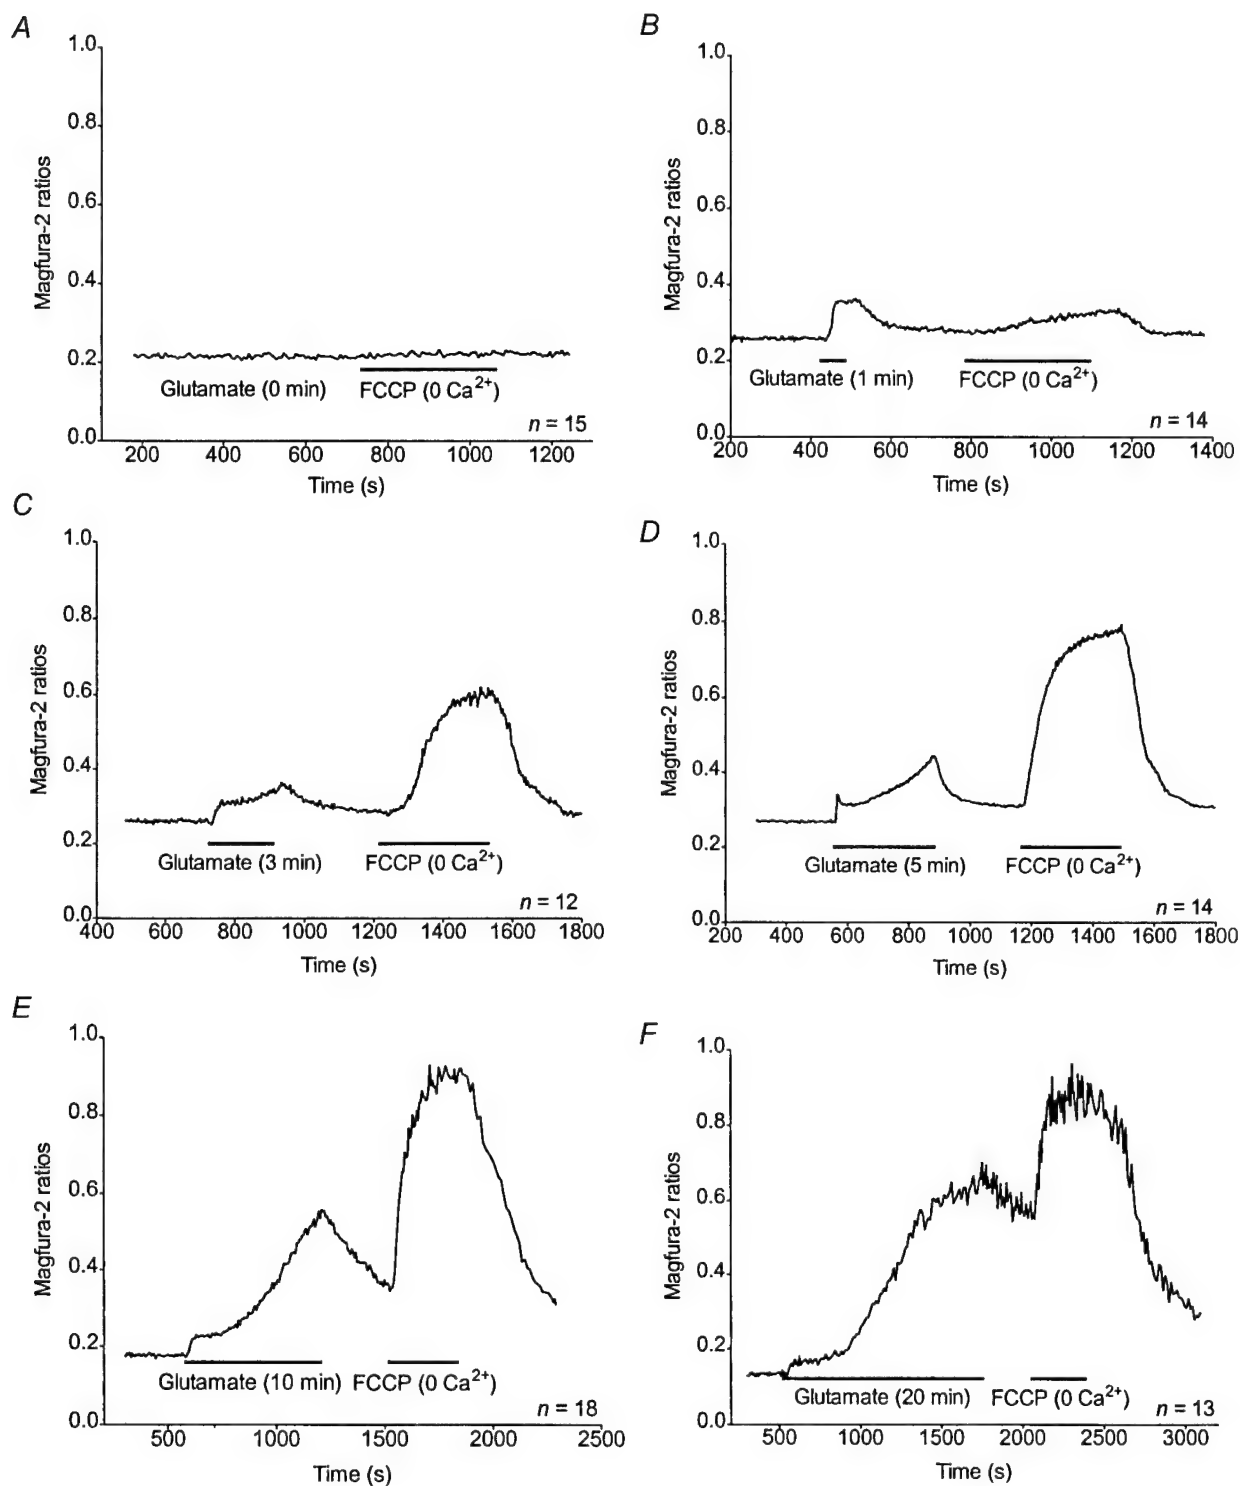 A
1.0
0.8
0.6
0.4
0.2
0.0
Magfura-2 ratios
Glutamate (0 min)
FCCP (0 Ca²⁺)
n = 15
200 400 600 800 1000 1200
Time (s)
B
1.0
0.8
0.6
0.4
0.2
0.0
Magfura-2 ratios
Glutamate (1 min)
FCCP (0 Ca²⁺)
n = 14
200 400 600 800 1000 1200 1400
Time (s)
C
1.0
0.8
0.6
0.4
0.2
0.0
Magfura-2 ratios
Glutamate (3 min)
FCCP (0 Ca²⁺)
n = 12
400 600 800 1000 1200 1400 1600 1800
Time (s)
D
1.0
0.8
0.6
0.4
0.2
0.0
Magfura-2 ratios
Glutamate (5 min)
FCCP (0 Ca²⁺)
n = 14
200 400 600 800 1000 1200 1400 1600 1800
Time (s)
E
1.0
0.8
0.6
0.4
0.2
0.0
Magfura-2 ratios
Glutamate (10 min)
FCCP (0 Ca²⁺)
n = 18
500 1000 1500 2000 2500
Time (s)
F
1.0
0.8
0.6
0.4
0.2
0.0
Magfura-2 ratios
Glutamate (20 min)
FCCP (0 Ca²⁺)
n = 13
500 1000 1500 2000 2500 3000
Time (s)